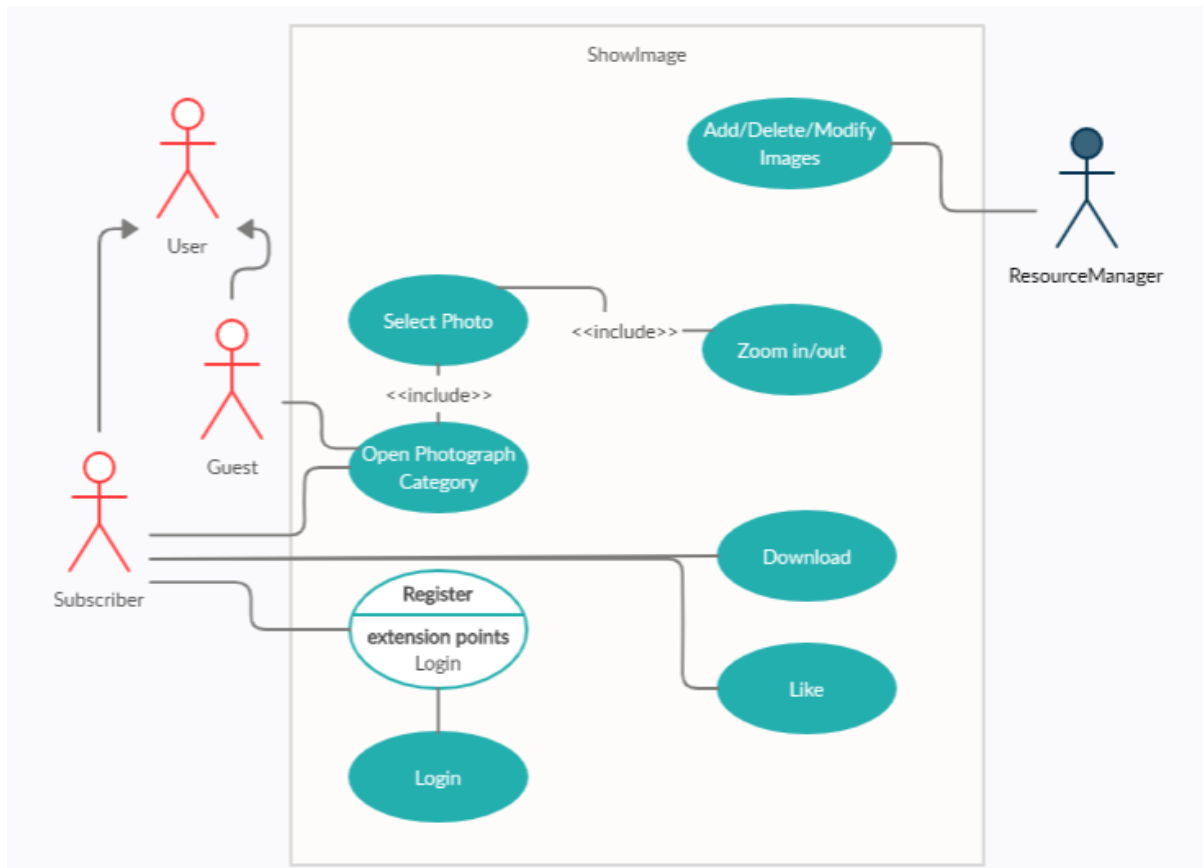 ShowImage
Add/Delete/Modify
Images
User
ResourceManager
Select Photo
<<include>>
Zoom in/out
<<include>>
Open Photograph
Category
Guest
Download
Subscriber
Register
extension points
Login
Like
Login